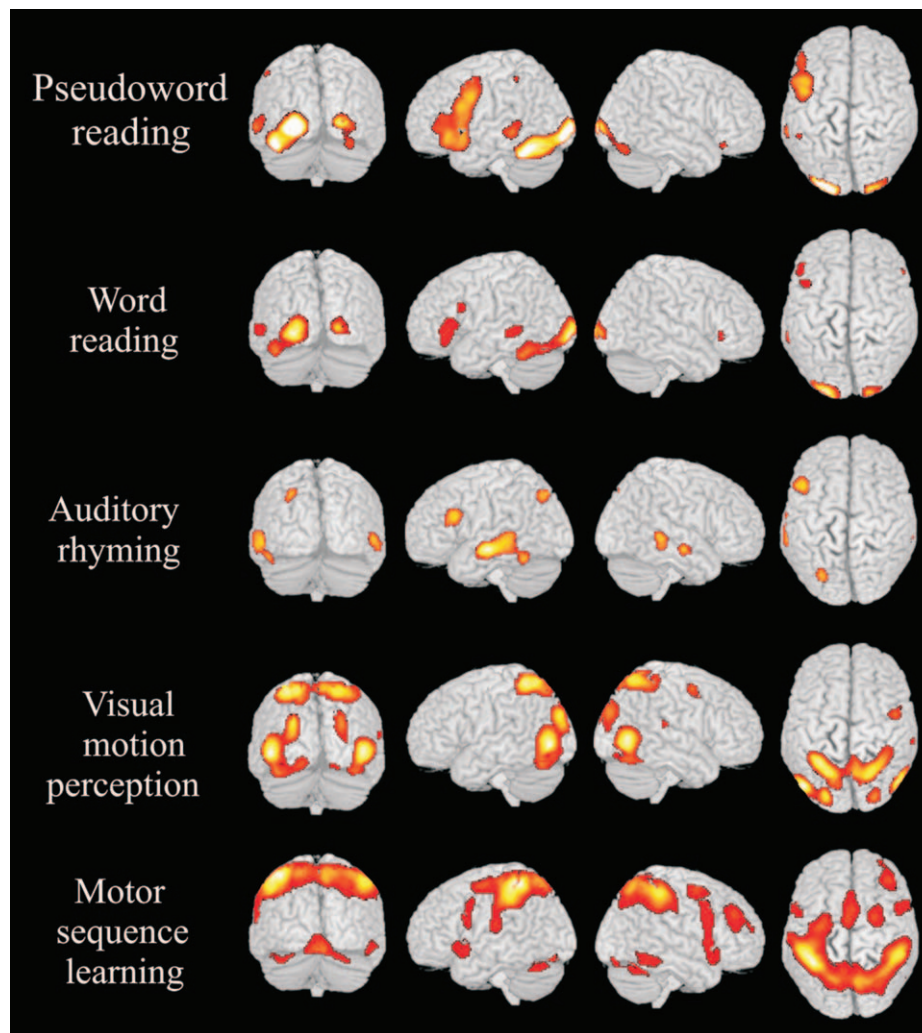 Pseudoword
reading
Word
reading
Auditory
rhyming
Visual
motion
perception
Motor
sequence
learning